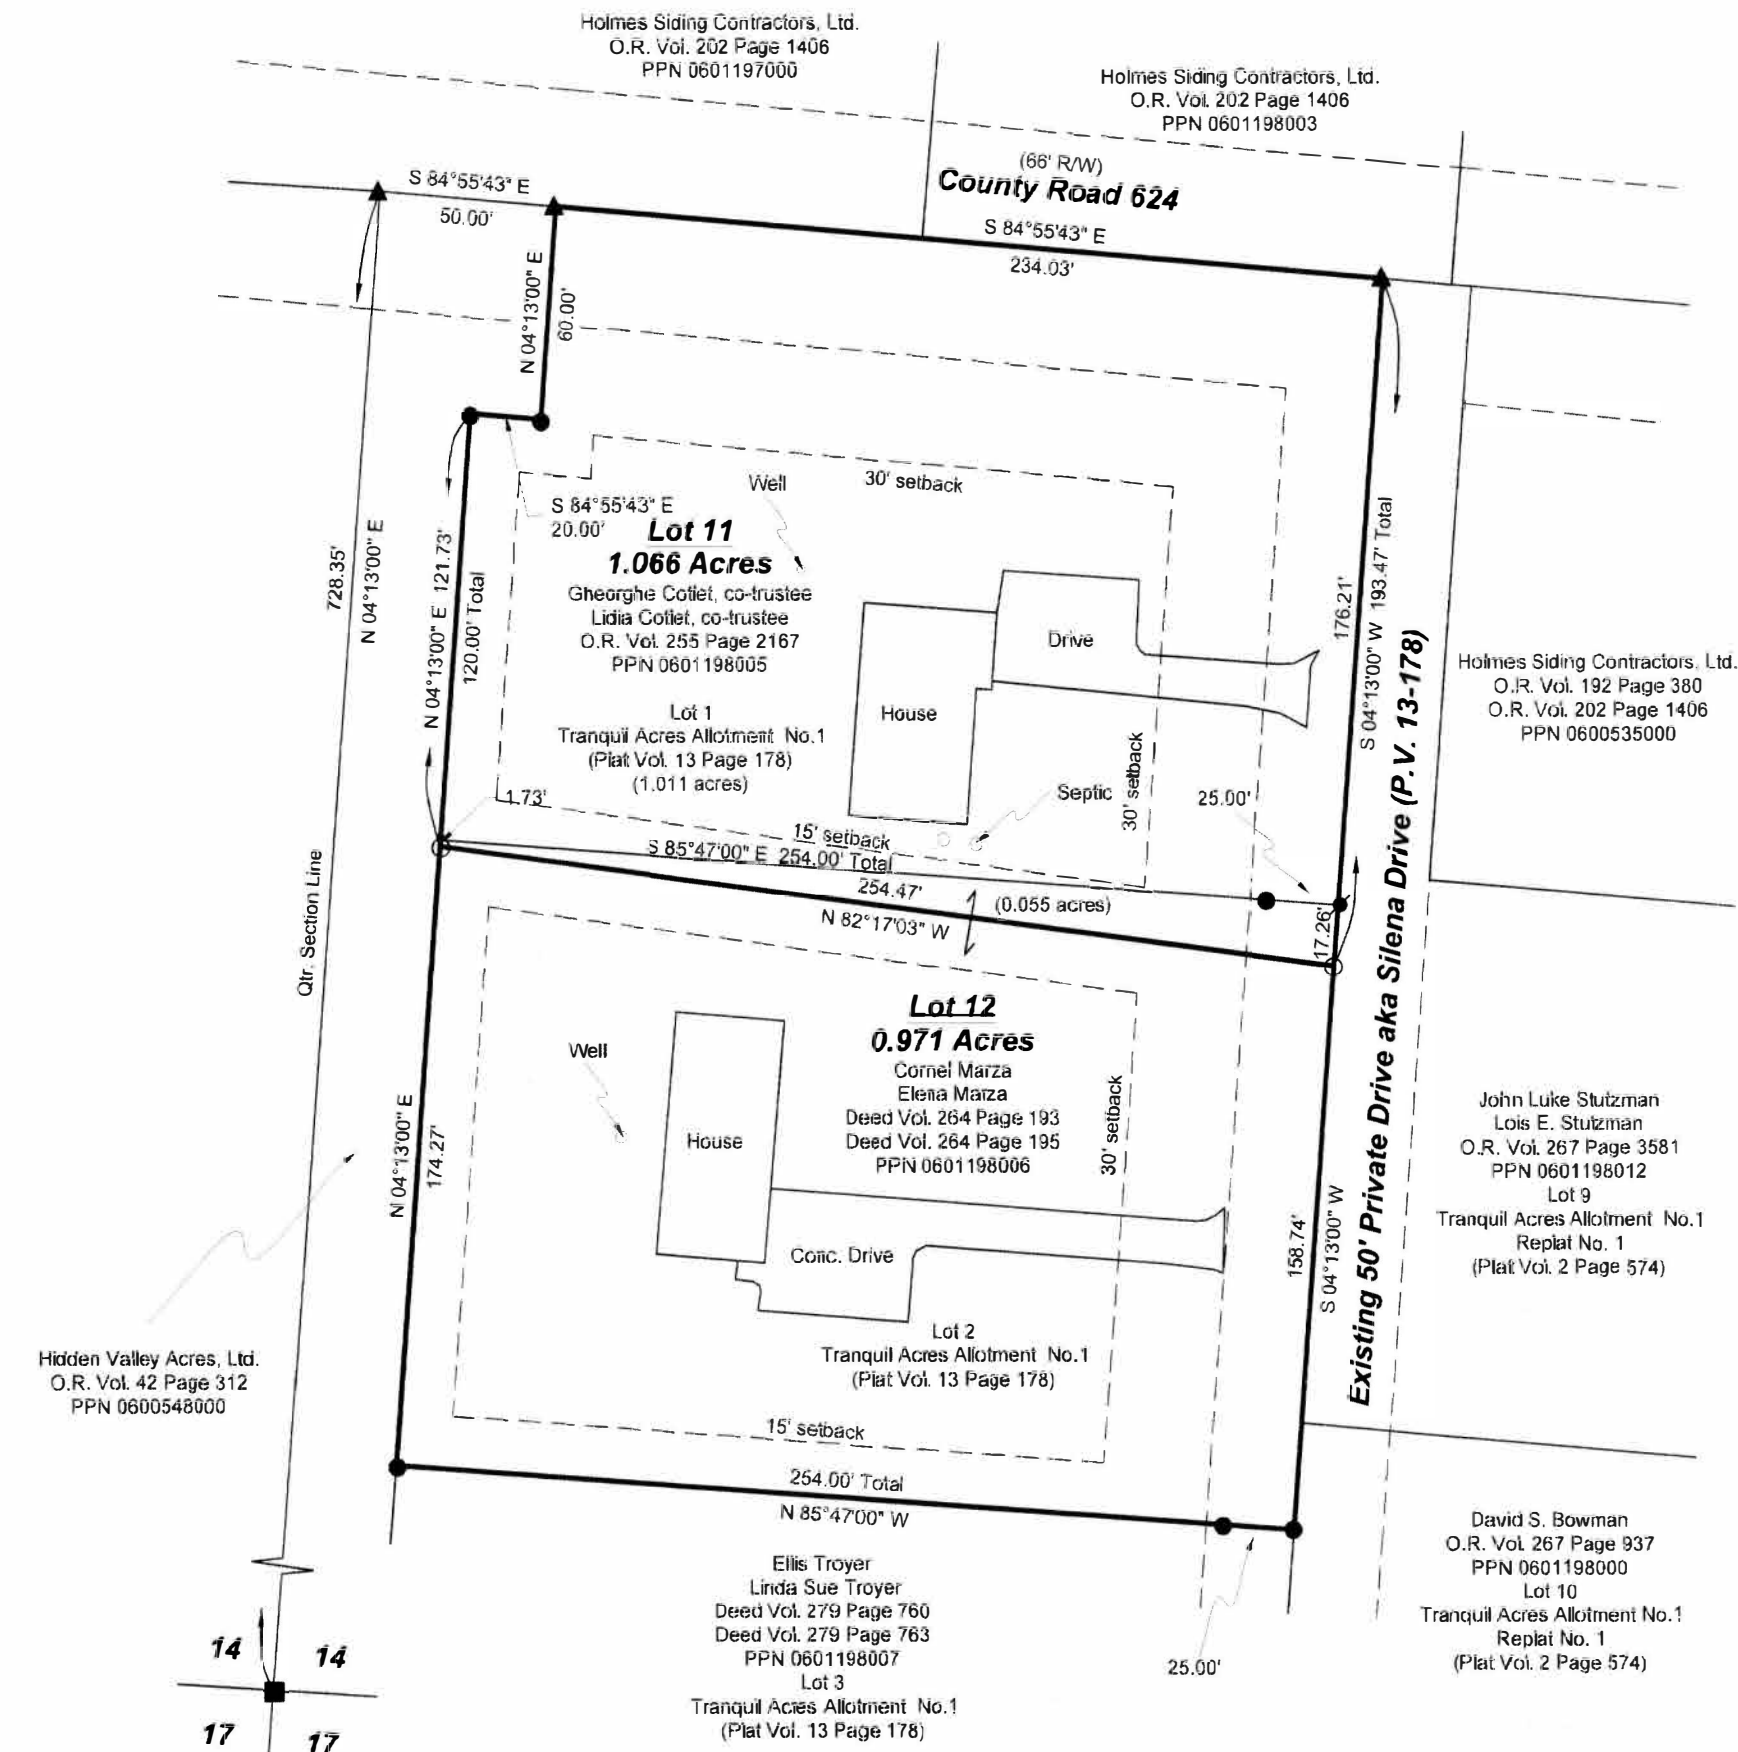 Holmes Siding Contractors, Ltd.
O.R. Vol. 202 Page 1406
PPN 0601197000
Holmes Siding Contractors, Ltd.
O.R. Vol. 202 Page 1406
PPN 0601198003
(66' R/W)
County Road 624
S 84°55'43" E
50.00'
S 84°55'43" E
234.03'
N 04°13'00" E
60.00'
Well
30' setback
S 84°55'43" E
20.00'
Lot 11
1.066 Acres
Gheorghe Cotlet, co-trustee
Lidia Cotlet, co-trustee
O.R. Vol. 255 Page 2167
PPN 0601198005
Lot 1
Tranquil Acres Allotment No.1
(Plat Vol. 13 Page 178)
(1.011 acres)
728.35'
N 04°13'00" E
N 04°13'00" E 121.73'
120.00' Total
Drive
House
Septic
30' setback
25.00'
176.21'
S 04°13'00" W 193.47' Total
Holmes Siding Contractors, Ltd.
O.R. Vol. 192 Page 380
O.R. Vol. 202 Page 1406
PPN 0600535000
1.73'
15' setback
S 85°47'00" E 254.00' Total
254.47'
(0.055 acres)
N 82°17'03" W
17.26'
Existing 50' Private Drive aka Silena Drive (P.V. 13-178)
Qtr. Section Line
Lot 12
0.971 Acres
Cornel Marza
Elena Marza
Deed Vol. 264 Page 193
Deed Vol. 264 Page 195
PPN 0601198006
Well
House
30' setback
N 04°13'00" E
174.27'
Conc. Drive
158.74'
S 04°13'00" W
John Luke Stutzman
Lois E. Stutzman
O.R. Vol. 267 Page 3581
PPN 0601198012
Lot 9
Tranquil Acres Allotment No.1
Replat No. 1
(Plat Vol. 2 Page 574)
Lot 2
Tranquil Acres Allotment No.1
(Plat Vol. 13 Page 178)
Hidden Valley Acres, Ltd.
O.R. Vol. 42 Page 312
PPN 0600548000
15' setback
254.00' Total
N 85°47'00" W
Ellis Troyer
Linda Sue Troyer
Deed Vol. 279 Page 760
Deed Vol. 279 Page 763
PPN 0601198007
Lot 3
Tranquil Acres Allotment No.1
(Plat Vol. 13 Page 178)
25.00'
David S. Bowman
O.R. Vol. 267 Page 937
PPN 0601198000
Lot 10
Tranquil Acres Allotment No.1
Replat No. 1
(Plat Vol. 2 Page 574)
14 14
17 17